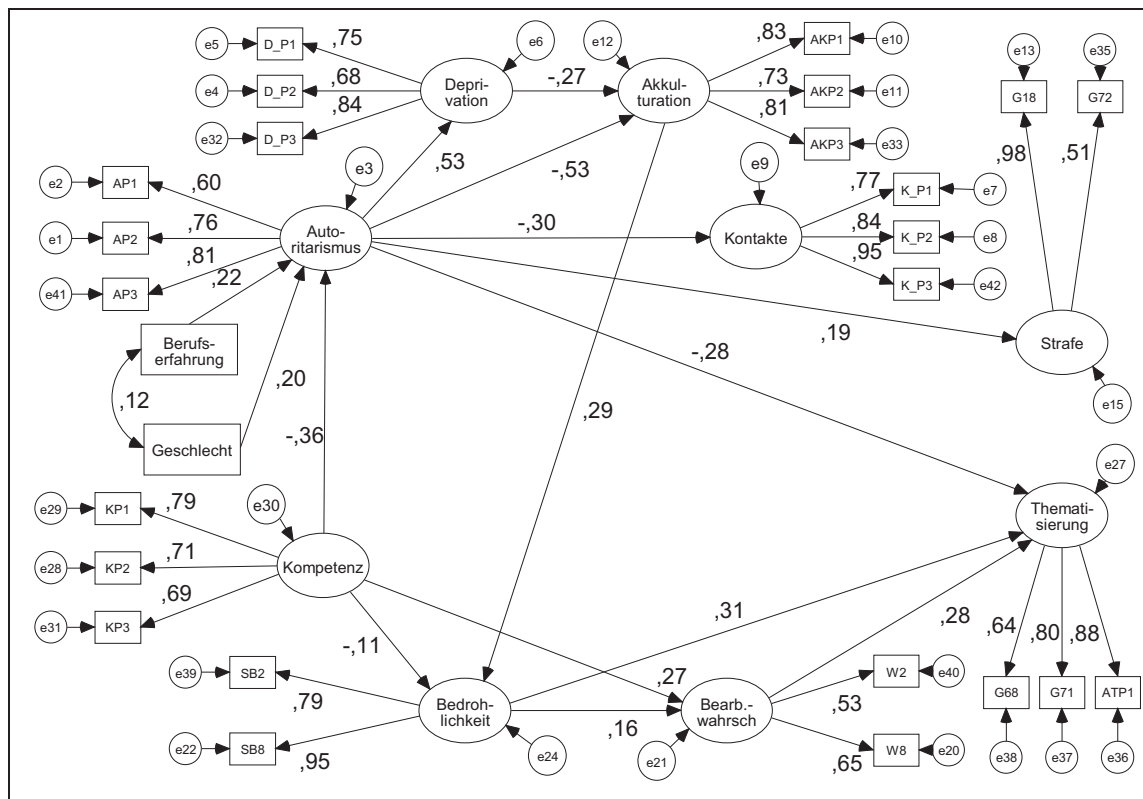 e5
D_P1
,75
e6
e12
,83
AKP1
e10
e13
e35
e4
D_P2
,68
Depri-
vation
-,27
Akkul-
turation
,73
AKP2
e11
G18
G72
e32
D_P3
,84
,81
AKP3
e33
,53
-,53
,98
,51
e2
AP1
,60
e3
e9
,77
K_P1
e7
e1
AP2
,76
Auto-
ritarismus
-,30
Kontakte
,84
K_P2
e8
e41
AP3
,81
,95
K_P3
e42
,22
Berufs-
erfahrung
,19
Strafe
-,28
,12
,20
,29
e15
Geschlecht
-,36
e27
e29
KP1
,79
e30
Themati-
sierung
e28
KP2
,71
Kompetenz
e31
KP3
,69
,31
,28
,64
,80
,88
-,11
e39
SB2
,79
,27
W2
e40
Bedroh-
lichkeit
Bearb.-
wahrsch
,53
G68
G71
ATP1
,16
e22
SB8
,95
e24
e21
,65
W8
e20
e38
e37
e36